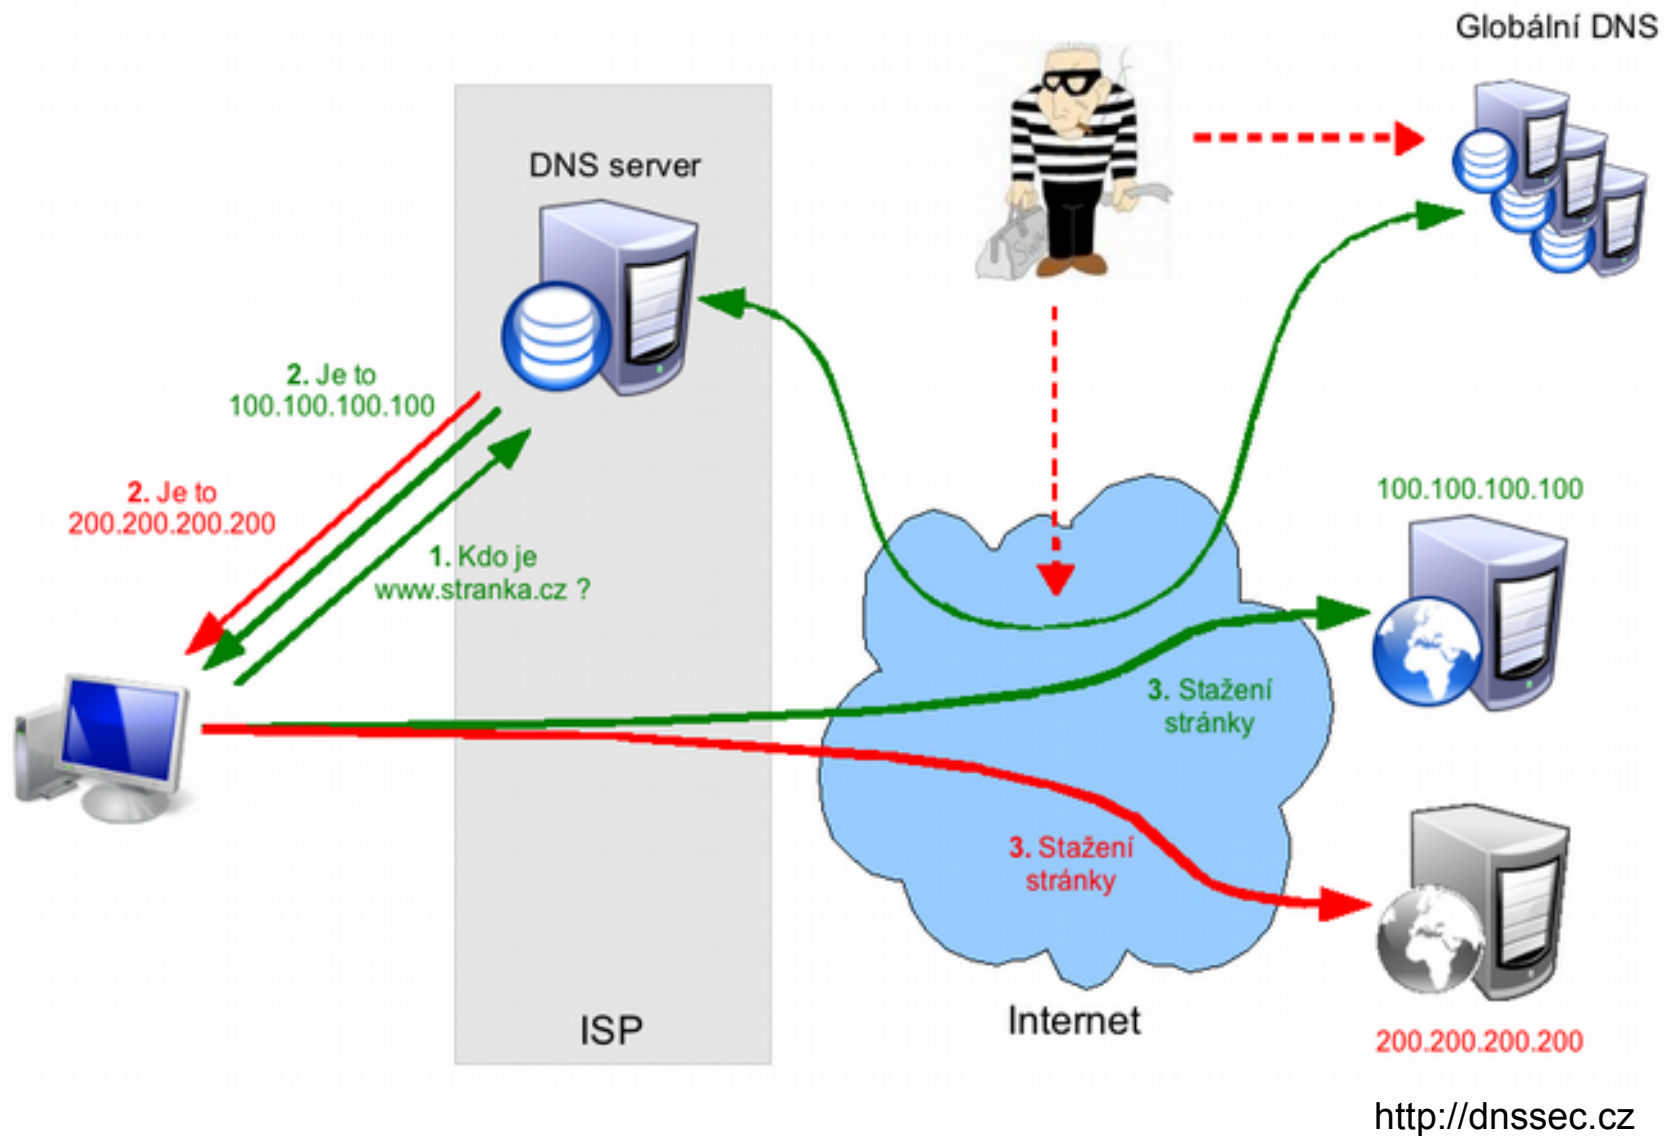 Globální DNS
DNS server
2. Je to
100.100.100.100
2. Je to
200.200.200.200
1. Kdo je
www.stranka.cz ?
100.100.100.100
3. Stažení
stránky
3. Stažení
stránky
ISP
Internet
200.200.200.200
http://dnssec.cz